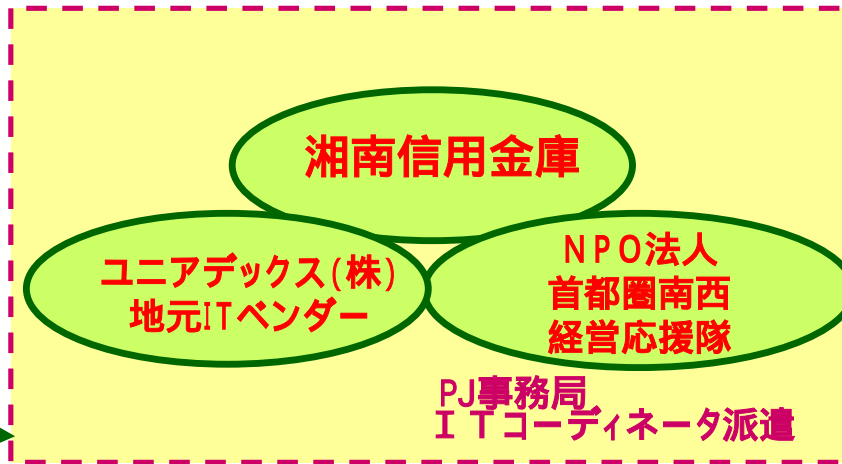 湘南信用金庫
ユニアデックス(株)
地元ITベンダー
NPO法人
首都圏南西
経営応援隊
PJ事務局
ITコーディネータ派遣